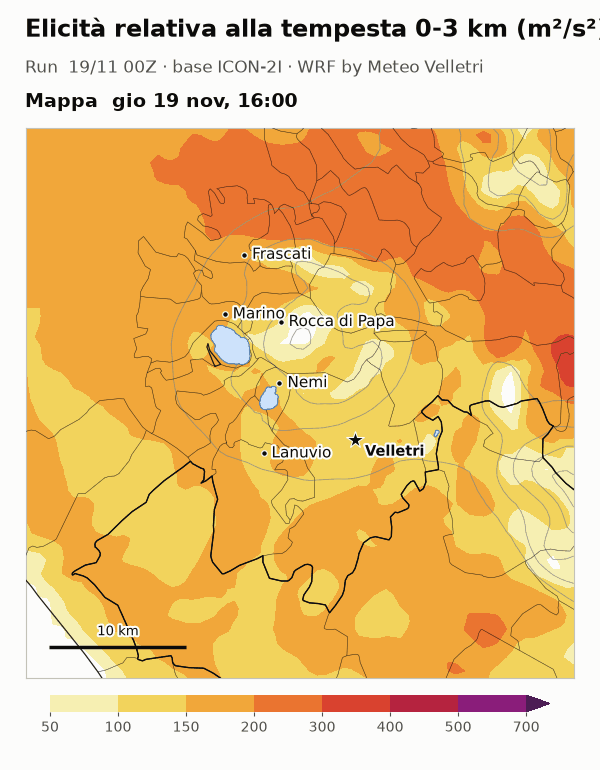 Elicità relativa alla tempesta 0-3 km (m²/s²)
Run  19/11 00Z · base ICON-2I · WRF by Meteo Velletri
Mappa  gio 19 nov, 16:00
Frascati
Marino
Rocca di Papa
Nemi
Velletri
Lanuvio
10 km
50 100 150 200 300 400 500 700